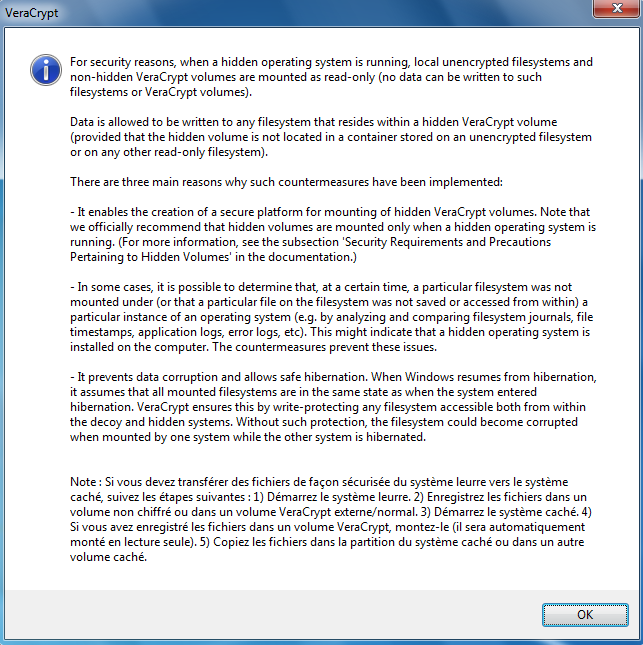 VeraCrypt
For security reasons, when a hidden operating system is running, local unencrypted filesystems and
non-hidden VeraCrypt volumes are mounted as read-only (no data can be written to such
filesystems or VeraCrypt volumes).
Data is allowed to be written to any filesystem that resides within a hidden VeraCrypt volume
(provided that the hidden volume is not located in a container stored on an unencrypted filesystem
or on any other read-only filesystem).
There are three main reasons why such countermeasures have been implemented:
- It enables the creation of a secure platform for mounting of hidden VeraCrypt volumes. Note that
we officially recommend that hidden volumes are mounted only when a hidden operating system is
running. (For more information, see the subsection 'Security Requirements and Precautions
Pertaining to Hidden Volumes' in the documentation.)
- In some cases, it is possible to determine that, at a certain time, a particular filesystem was not
mounted under (or that a particular file on the filesystem was not saved or accessed from within) a
particular instance of an operating system (e.g. by analyzing and comparing filesystem journals, file
timestamps, application logs, error logs, etc). This might indicate that a hidden operating system is
installed on the computer. The countermeasures prevent these issues.
- It prevents data corruption and allows safe hibernation. When Windows resumes from hibernation,
it assumes that all mounted filesystems are in the same state as when the system entered
hibernation. VeraCrypt ensures this by write-protecting any filesystem accessible both from within
the decoy and hidden systems. Without such protection, the filesystem could become corrupted
when mounted by one system while the other system is hibernated.
Note : Si vous devez transférer des fichiers de façon sécurisée du système leurre vers le système
caché, suivez les étapes suivantes : 1) Démarrez le système leurre. 2) Enregistrez les fichiers dans un
volume non chiffré ou dans un volume VeraCrypt externe/normal. 3) Démarrez le système caché. 4)
Si vous avez enregistré les fichiers dans un volume VeraCrypt, montez-le (il sera automatiquement
monté en lecture seule). 5) Copiez les fichiers dans la partition du système caché ou dans un autre
volume caché.
OK